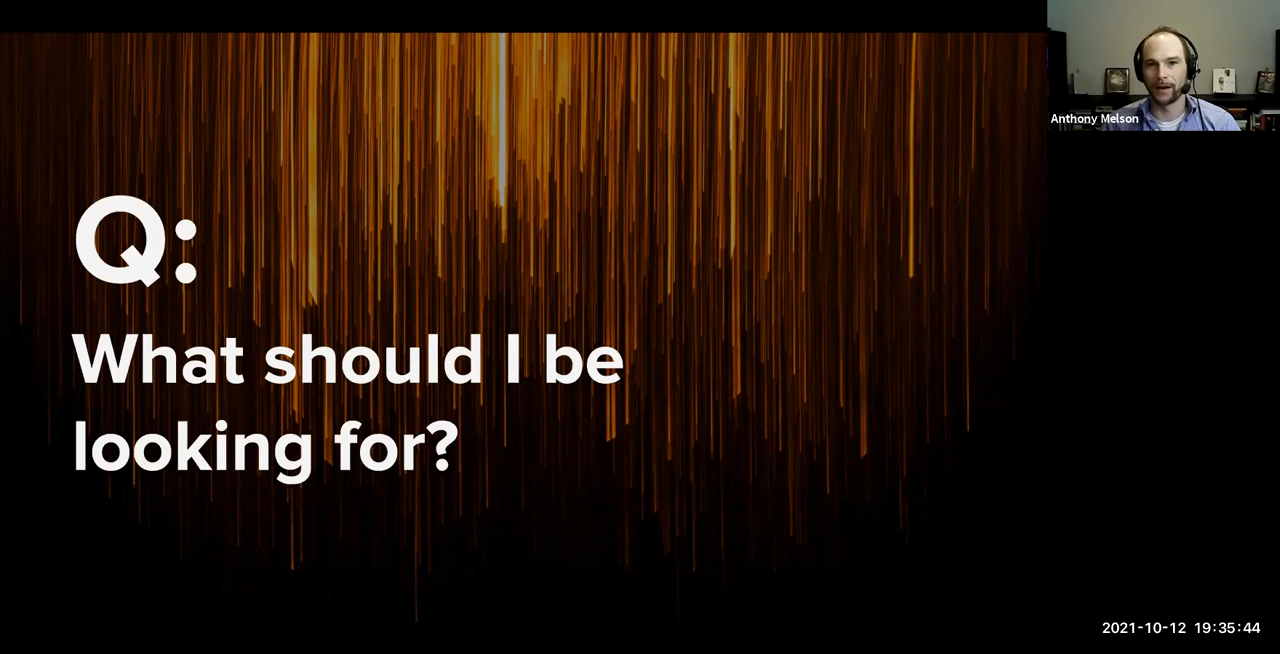 Anthony Melson
Q:
What should I be
looking for?
2021-10-12 19:35:44